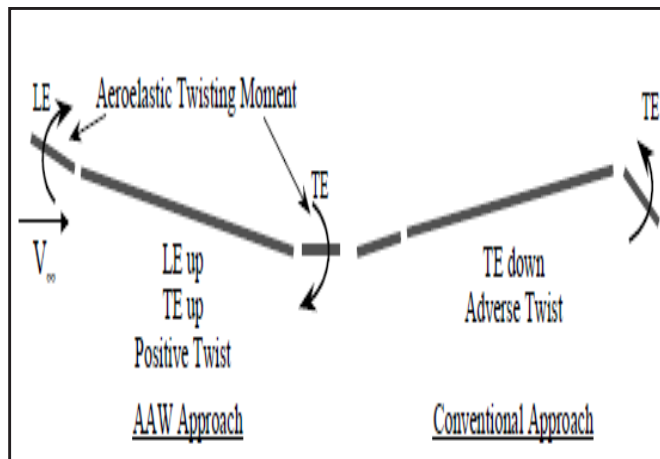 LE
Aeroelastic Twisting Moment
TE
TE
V∞
LE up
TE up
Positive Twist
TE down
Adverse Twist
AAW Approach
Conventional Approach